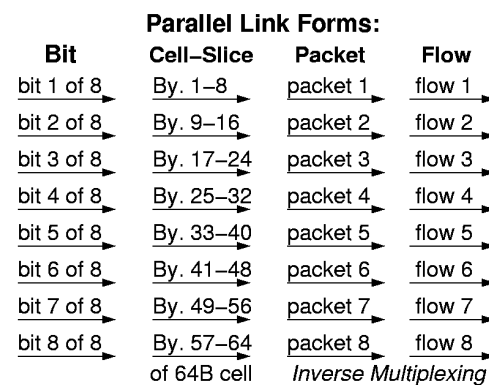 Parallel Link Forms:
Bit Cell–Slice Packet Flow
bit 1 of 8 By. 1–8 packet 1 flow 1
bit 2 of 8 By. 9–16 packet 2 flow 2
bit 3 of 8 By. 17–24 packet 3 flow 3
bit 4 of 8 By. 25–32 packet 4 flow 4
bit 5 of 8 By. 33–40 packet 5 flow 5
bit 6 of 8 By. 41–48 packet 6 flow 6
bit 7 of 8 By. 49–56 packet 7 flow 7
bit 8 of 8 By. 57–64 packet 8 flow 8
of 64B cell Inverse Multiplexing